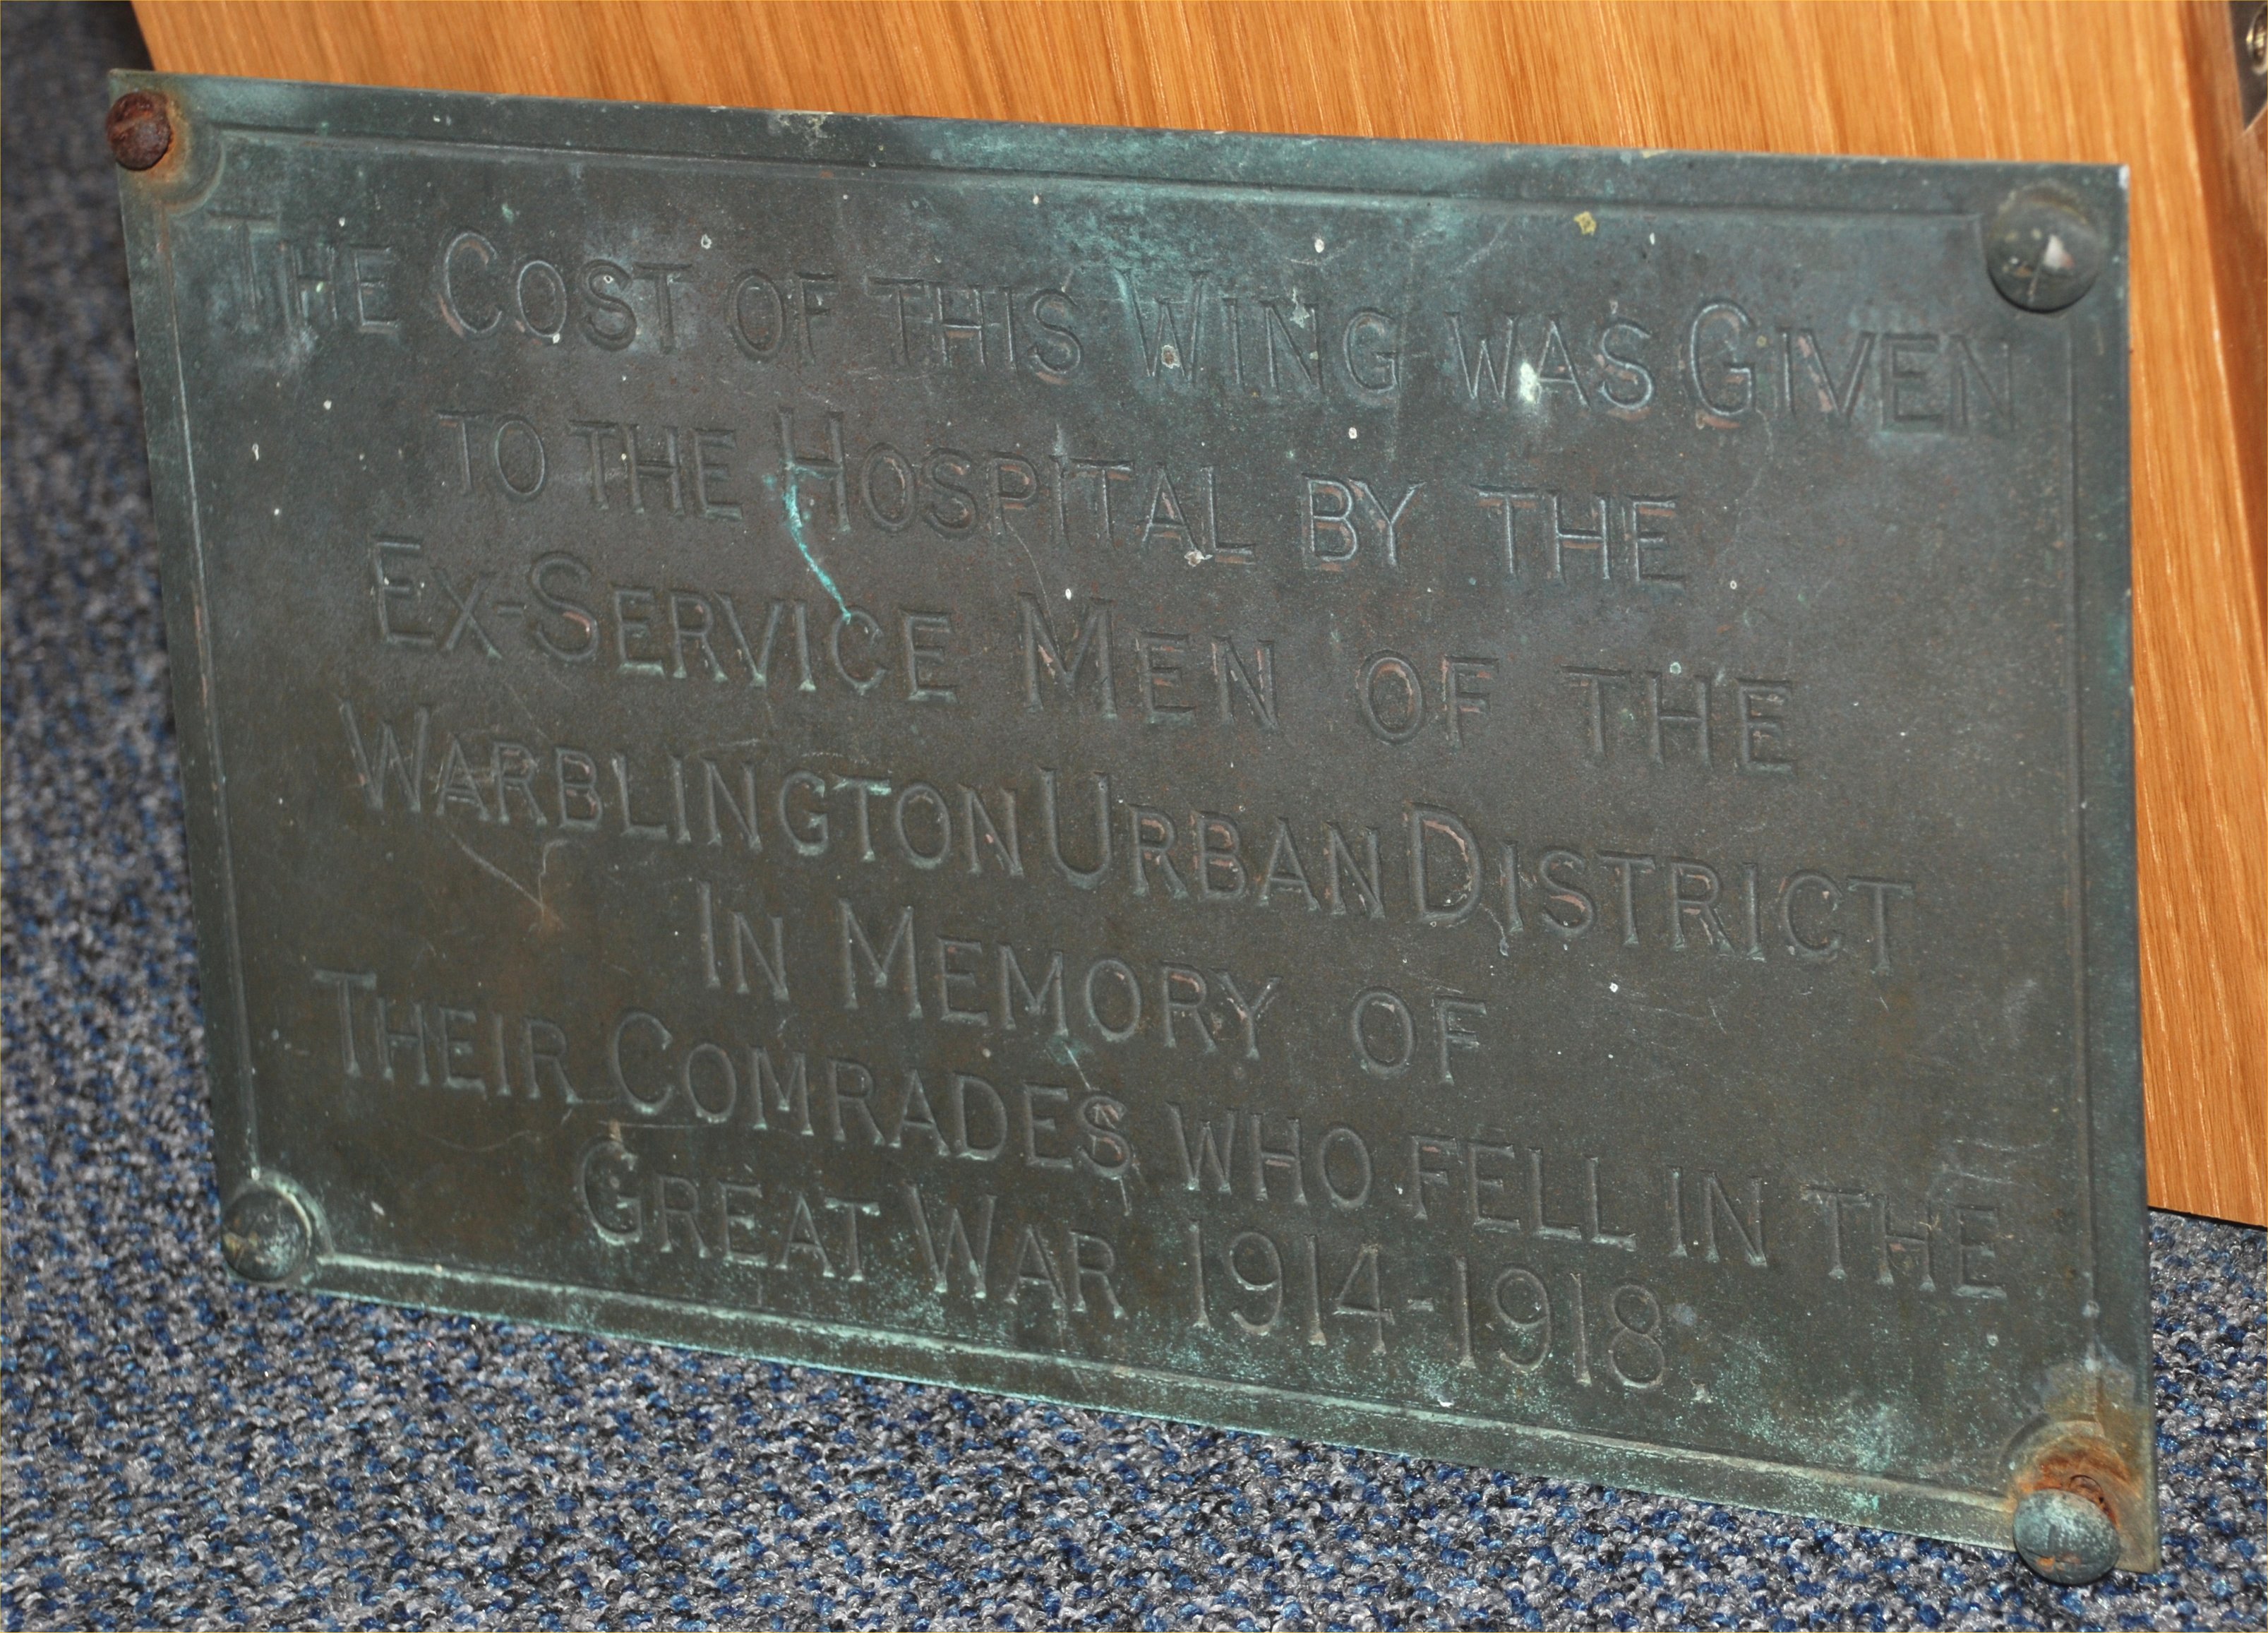 THE COST OF THIS WING WAS GIVEN
TO THE HOSPITAL BY THE
EX-SERVICE MEN OF THE
WARBLINGTON URBAN DISTRICT
IN MEMORY OF
THEIR COMRADES WHO FELL IN THE
GREAT WAR 1914-1918.